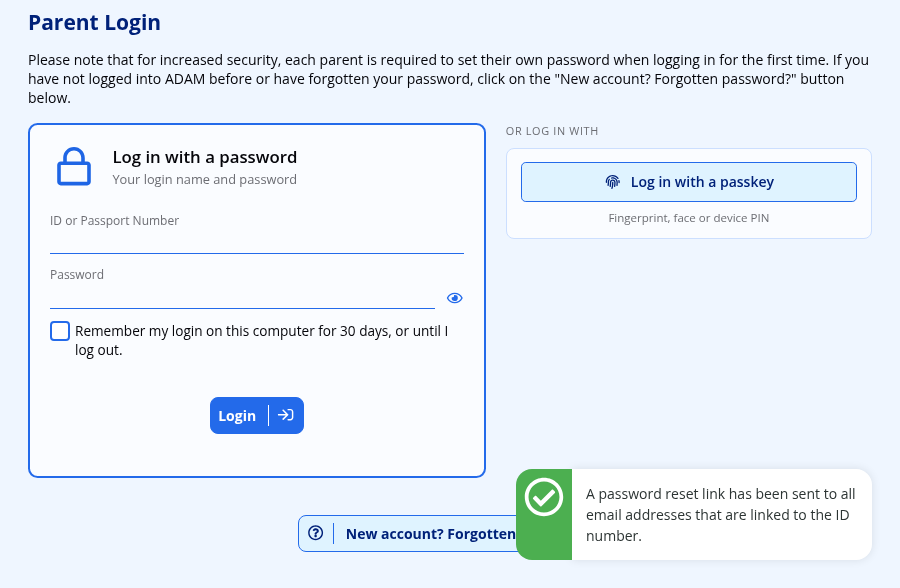 Parent Login
Please note that for increased security, each parent is required to set their own password when logging in for the first time. If you
have not logged into ADAM before or have forgotten your password, click on the "New account? Forgotten password?" button
below.
Log in with a password
Your login name and password
ID or Passport Number
Password
Remember my login on this computer for 30 days, or until I
log out.
Login
OR LOG IN WITH
Log in with a passkey
Fingerprint, face or device PIN
New account? Forgotten
A password reset link has been sent to all
email addresses that are linked to the ID
number.